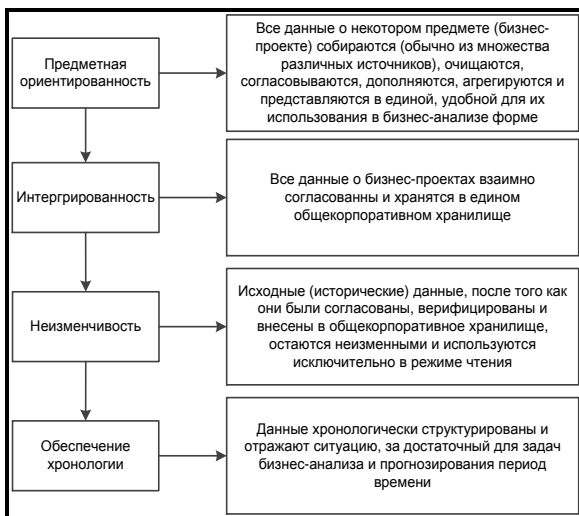 Предметная
ориентированность
Все данные о некотором предмете (бизнес-
проекте) собираются (обычно из множества
различных источников), очищаются,
согласовываются, дополняются, агрегируются и
представляются в единой, удобной для их
использования в бизнес-анализе форме
Интергрированность
Все данные о бизнес-проектах взаимно
согласованны и хранятся в едином
общекорпоративном хранилище
Неизменчивость
Исходные (исторические) данные, после того как
они были согласованы, верифицированы и
внесены в общекорпоративное хранилище,
остаются неизменными и используются
исключительно в режиме чтения
Обеспечение
хронологии
Данные хронологически структурированы и
отражают ситуацию, за достаточный для задач
бизнес-анализа и прогнозирования период
времени